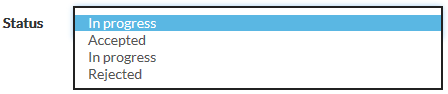 Status In progress
Accepted
In progress
Rejected